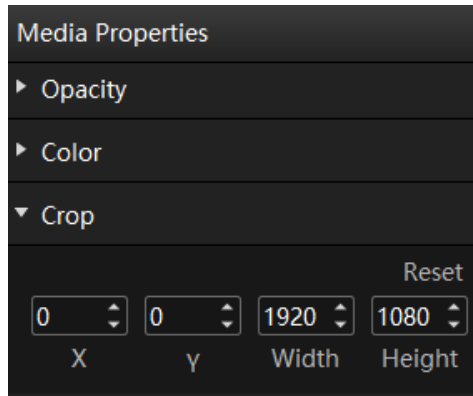 Media Properties
Opacity
Color
Crop
Reset
0 0 1920 1080
X Y Width Height